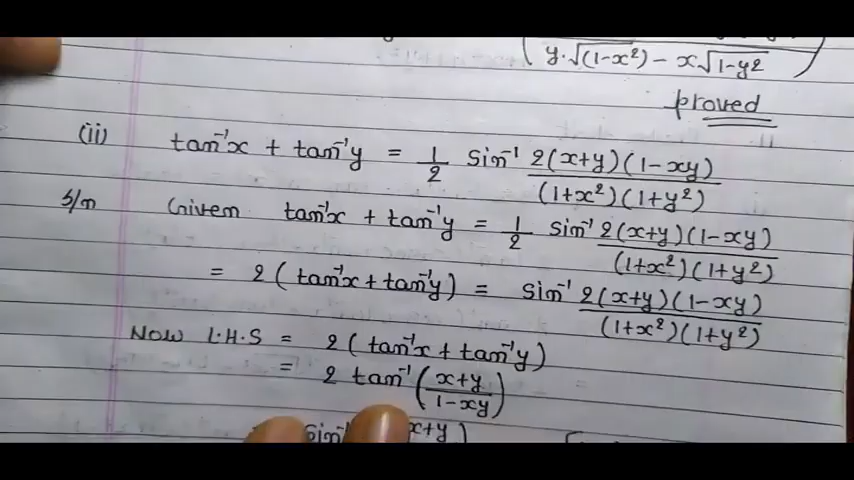 y.√(1-x²) - x√1-y²
proved
(ii) tan⁻¹x + tan⁻¹y = 1/2 sin⁻¹ 2(x+y)(1-xy)/(1+x²)(1+y²)
s/n Given tan⁻¹x + tan⁻¹y = 1/2 sin⁻¹ 2(x+y)(1-xy)/(1+x²)(1+y²)
= 2(tan⁻¹x + tan⁻¹y) = sin⁻¹ 2(x+y)(1-xy)/(1+x²)(1+y²)
Now L.H.S = 2(tan⁻¹x + tan⁻¹y)
= 2 tan⁻¹(x+y/1-xy)
sin⁻¹ x+y